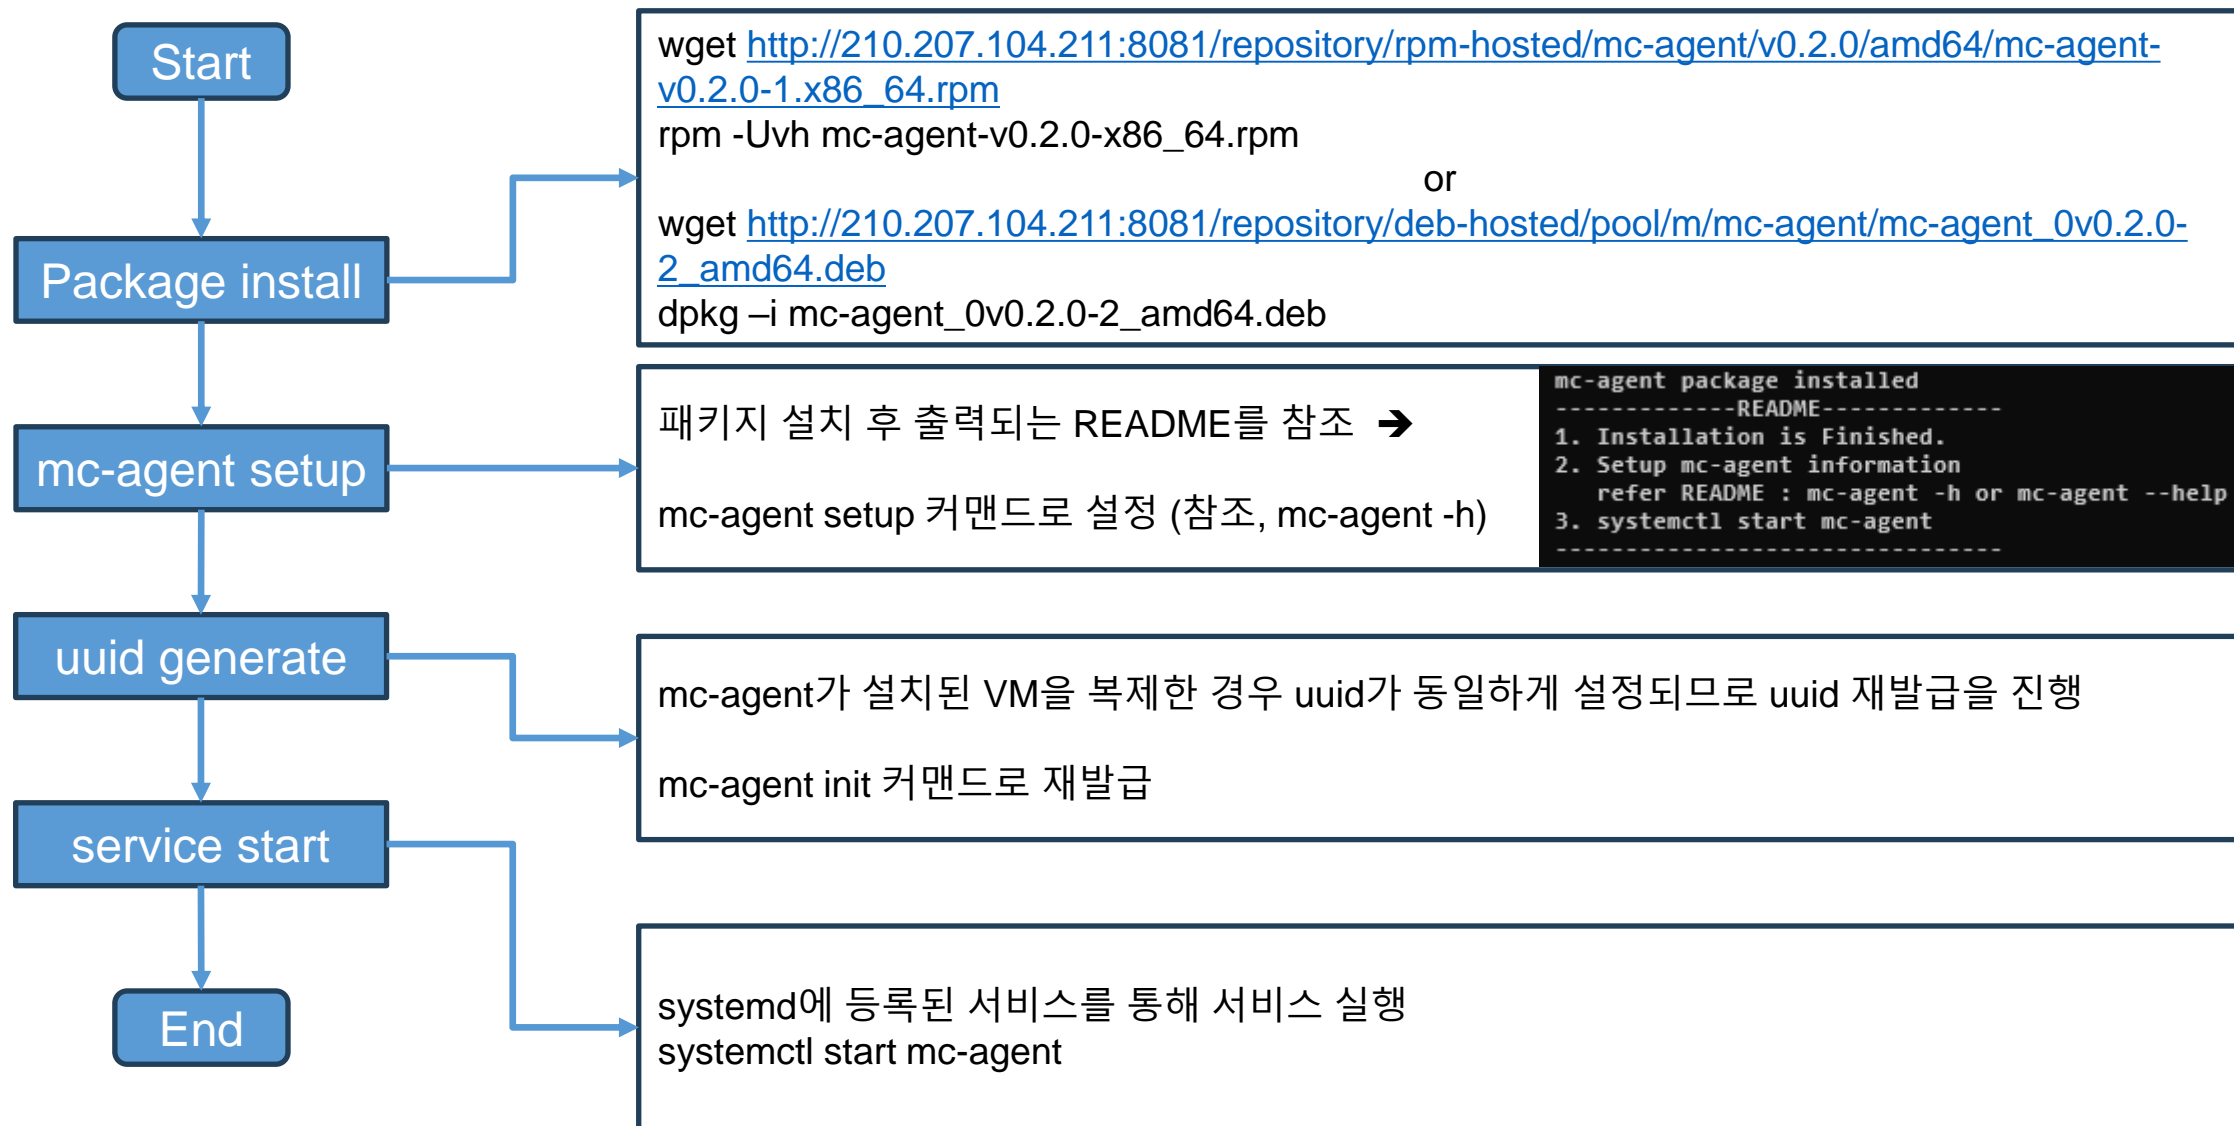 Start
wget http://210.207.104.211:8081/repository/rpm-hosted/mc-agent/v0.2.0/amd64/mc-agent-
v0.2.0-1.x86_64.rpm
rpm -Uvh mc-agent-v0.2.0-x86_64.rpm
or
wget http://210.207.104.211:8081/repository/deb-hosted/pool/m/mc-agent/mc-agent_0v0.2.0-
2_amd64.deb
dpkg –i mc-agent_0v0.2.0-2_amd64.deb
Package install
mc-agent setup
패키지 설치 후 출력되는 README를 참조 ➔
mc-agent setup 커맨드로 설정 (참조, mc-agent -h)
mc-agent package installed
-------------README-------------
1. Installation is Finished.
2. Setup mc-agent information
refer README : mc-agent -h or mc-agent --help
3. systemctl start mc-agent
--------------------------------
uuid generate
mc-agent가 설치된 VM을 복제한 경우 uuid가 동일하게 설정되므로 uuid 재발급을 진행
mc-agent init 커맨드로 재발급
service start
systemd에 등록된 서비스를 통해 서비스 실행
systemctl start mc-agent
End